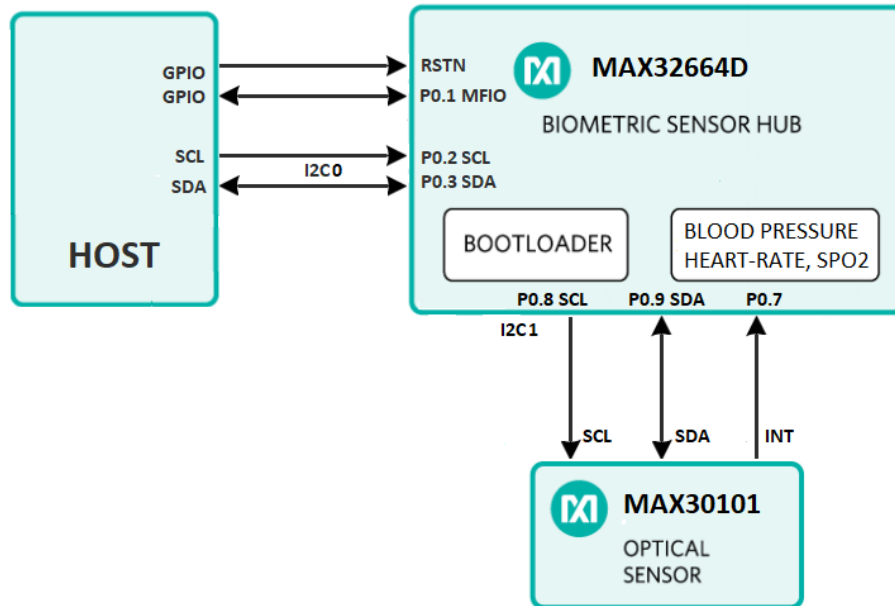 GPIO
GPIO
SCL
SDA
I2C0
HOST
RSTN
P0.1 MFIO
P0.2 SCL
P0.3 SDA
MAX32664D
BIOMETRIC SENSOR HUB
BOOTLOADER
BLOOD PRESSURE
HEART-RATE, SPO2
P0.8 SCL
P0.9 SDA
P0.7
I2C1
SCL
SDA
INT
MAX30101
OPTICAL
SENSOR